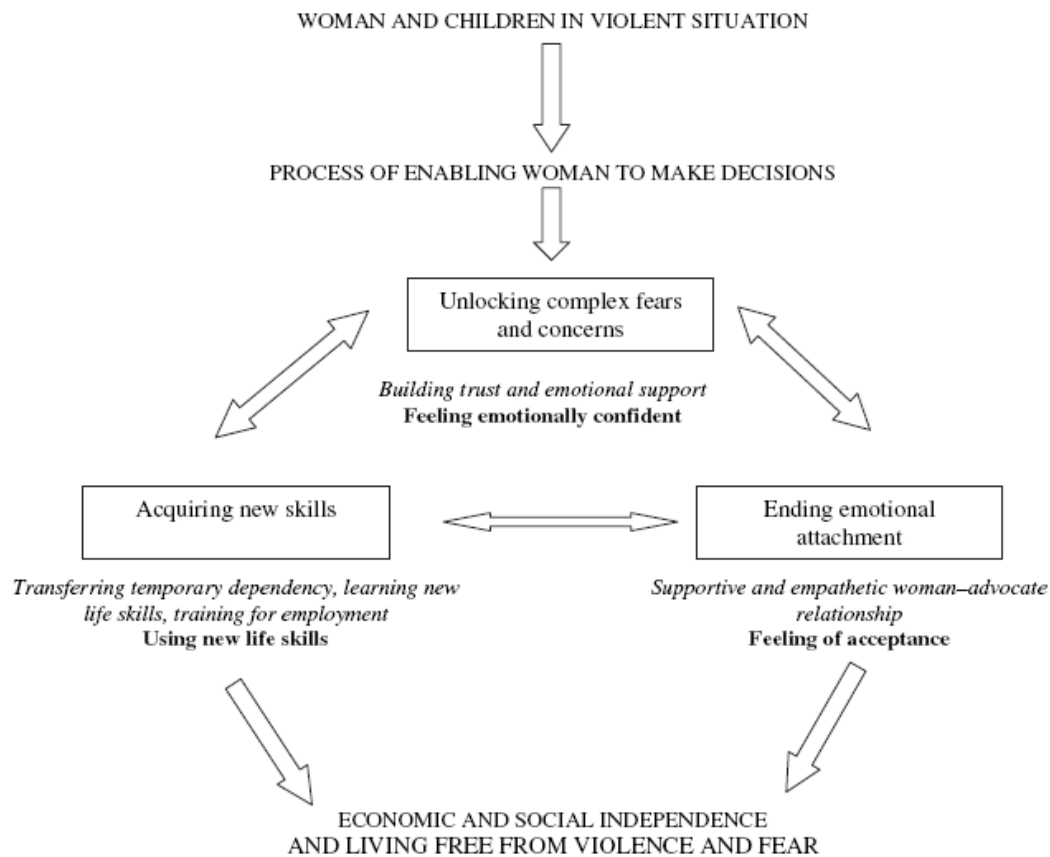 WOMAN AND CHILDREN IN VIOLENT SITUATION
PROCESS OF ENABLING WOMAN TO MAKE DECISIONS
Unlocking complex fears
and concerns
Building trust and emotional support
Feeling emotionally confident
Acquiring new skills
Transferring temporary dependency, learning new
life skills, training for employment
Using new life skills
Ending emotional
attachment
Supportive and empathetic woman–advocate
relationship
Feeling of acceptance
ECONOMIC AND SOCIAL INDEPENDENCE
AND LIVING FREE FROM VIOLENCE AND FEAR